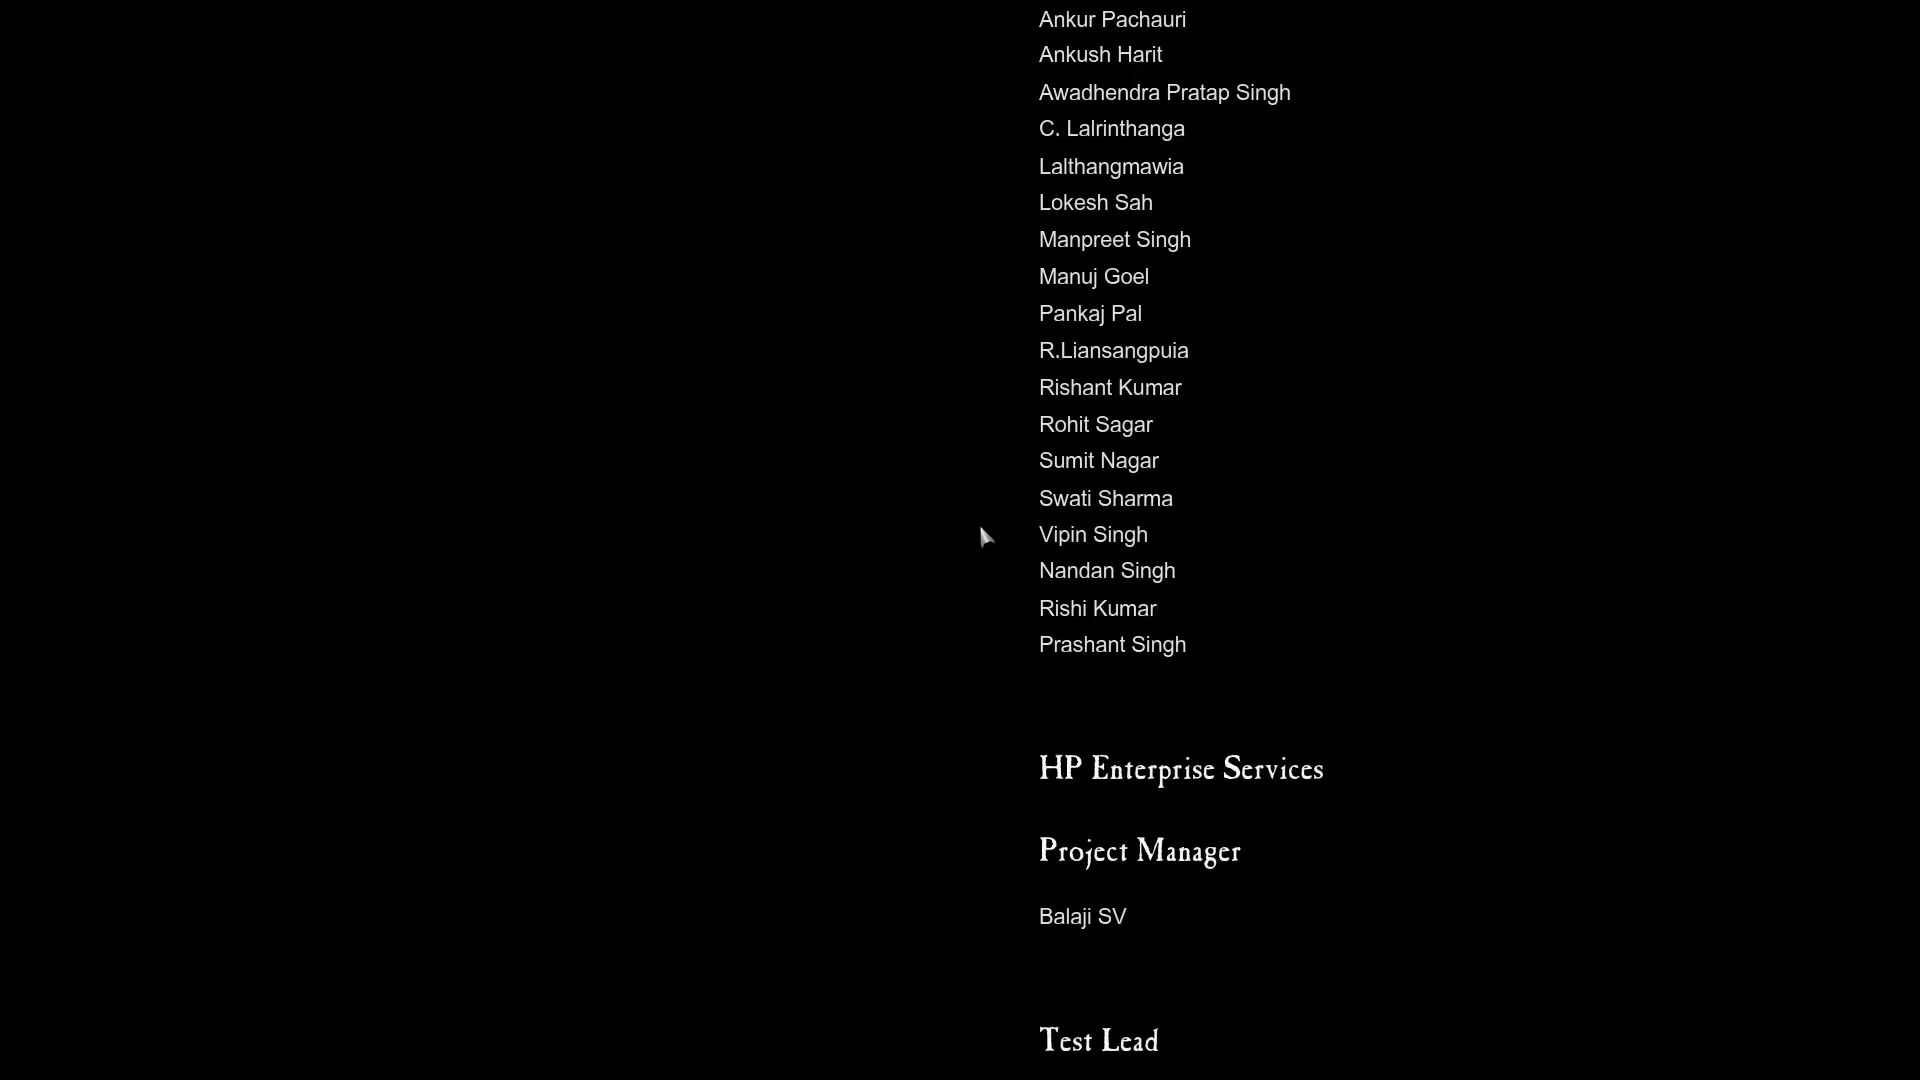 Ankur Pachauri
Ankush Harit
Awadhendra Pratap Singh
C. Lalrinthanga
Lalthangmawia
Lokesh Sah
Manpreet Singh
Manuj Goel
Pankaj Pal
R.Liansangpuia
Rishant Kumar
Rohit Sagar
Sumit Nagar
Swati Sharma
Vipin Singh
Nandan Singh
Rishi Kumar
Prashant Singh
HP Enterprise Services
Project Manager
Balaji SV
Test Lead